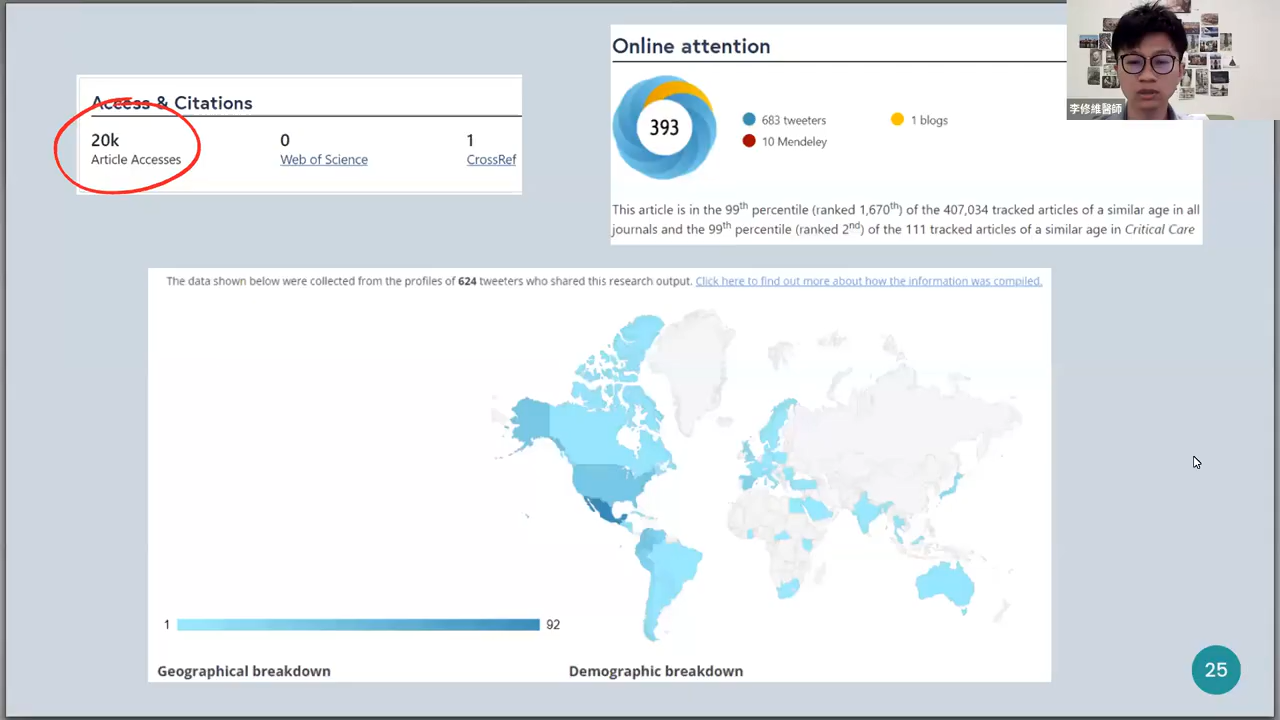 Access & Citations
20k
Article Accesses
0
Web of Science
1
CrossRef
Online attention
393
683 tweeters
1 blogs
10 Mendeley
This article is in the 99th percentile (ranked 1,670th) of the 407,034 tracked articles of a similar age in all
journals and the 99th percentile (ranked 2nd) of the 111 tracked articles of a similar age in Critical Care
李修維醫師
The data shown below were collected from the profiles of 624 tweeters who shared this research output. Click here to find out more about how the information was compiled.
1
92
Geographical breakdown
Demographic breakdown
25